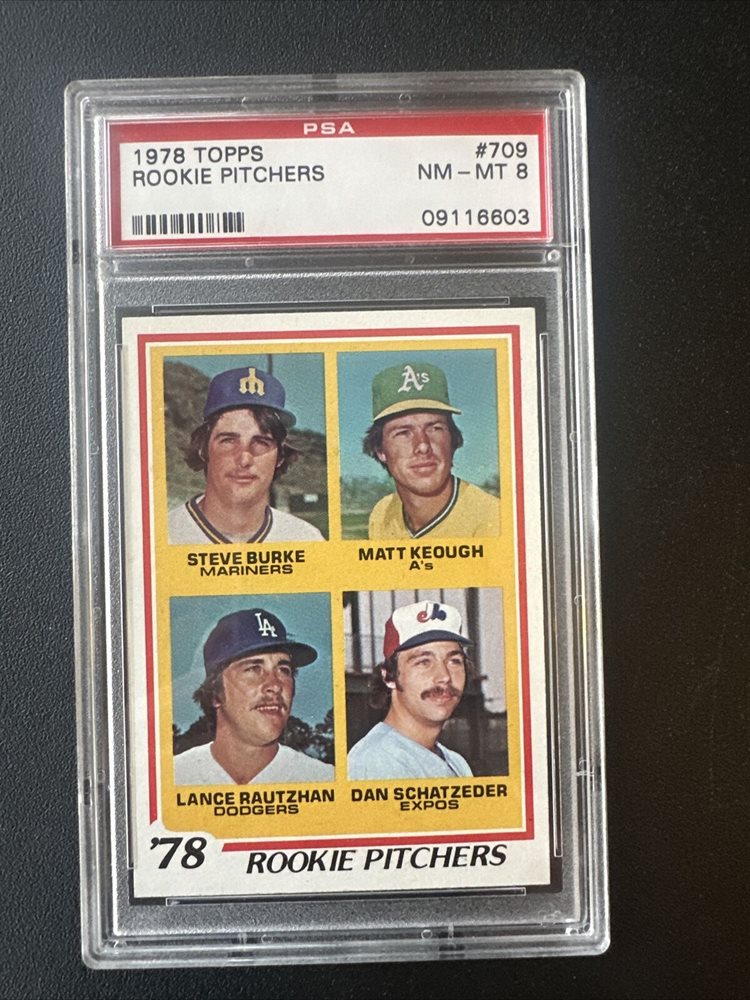 PSA
1978 TOPPS #709
ROOKIE PITCHERS NM - MT 8
09116603
A's
STEVE BURKE MATT KEOUGH
MARINERS A's
LA
LANCE RAUTZHAN DAN SCHATZEDER
DODGERS EXPOS
'78 ROOKIE PITCHERS